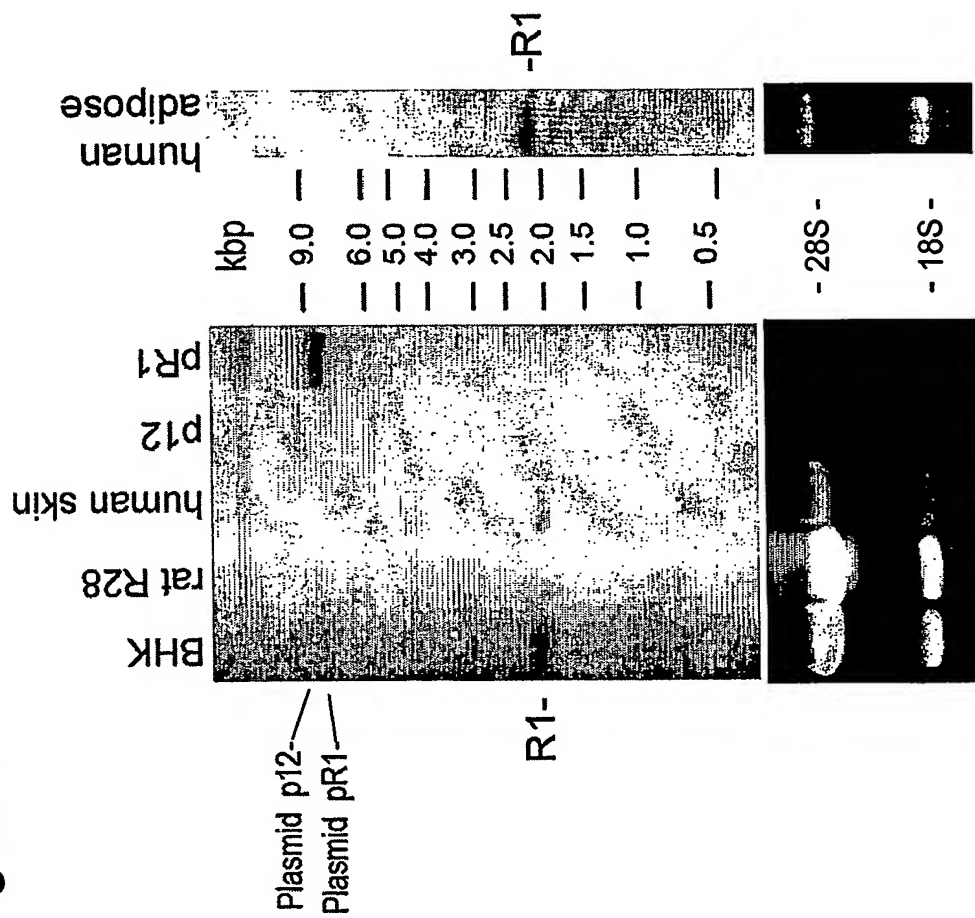 human adipose
-R1
kbp
9.0
6.0
5.0
4.0
3.0
2.5
2.0
1.5
1.0
0.5
- 28S -
- 18S -
pR1
p12
human skin
rat R28
BHK
Plasmid p12-
Plasmid pR1-
R1-